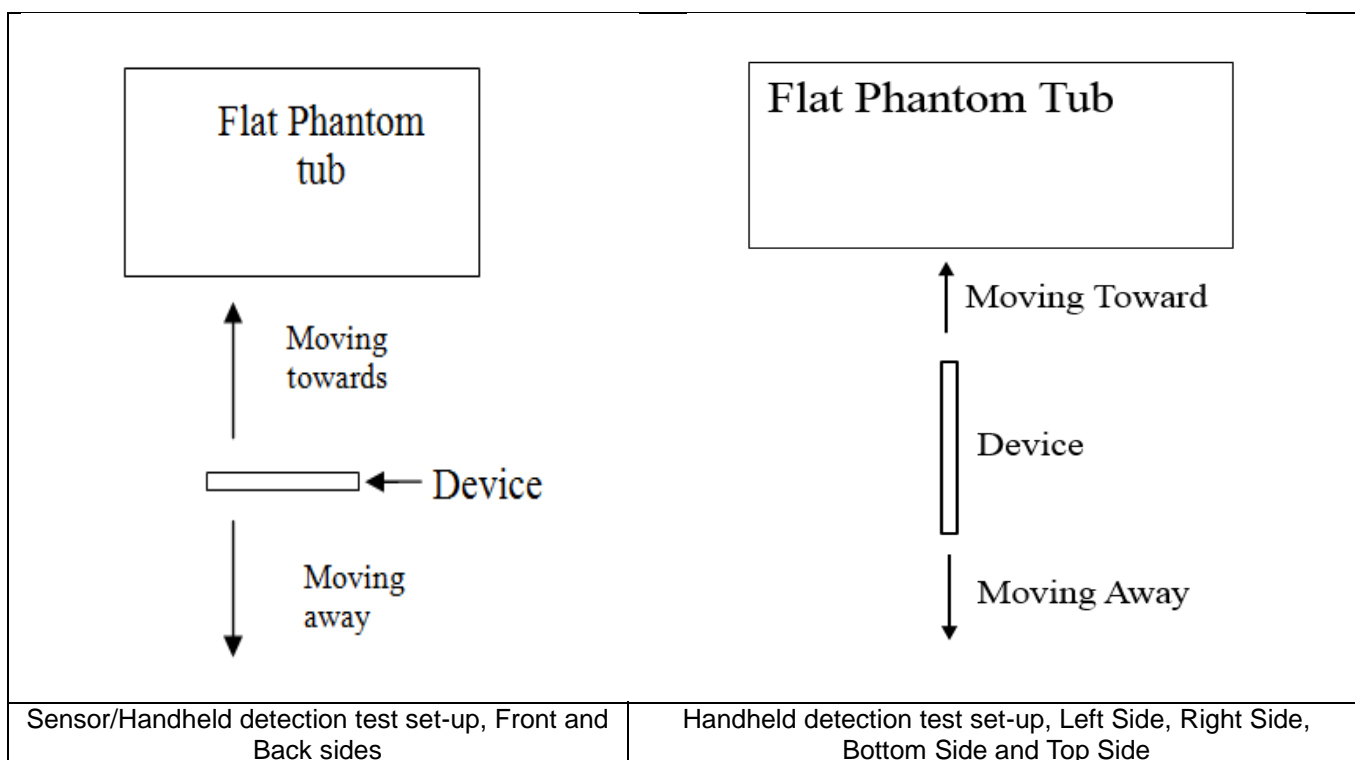 Flat Phantom
tub
Moving
towards
Device
Moving
away
Flat Phantom Tub
Moving Toward
Device
Moving Away
Sensor/Handheld detection test set-up, Front and
Back sides
Handheld detection test set-up, Left Side, Right Side,
Bottom Side and Top Side